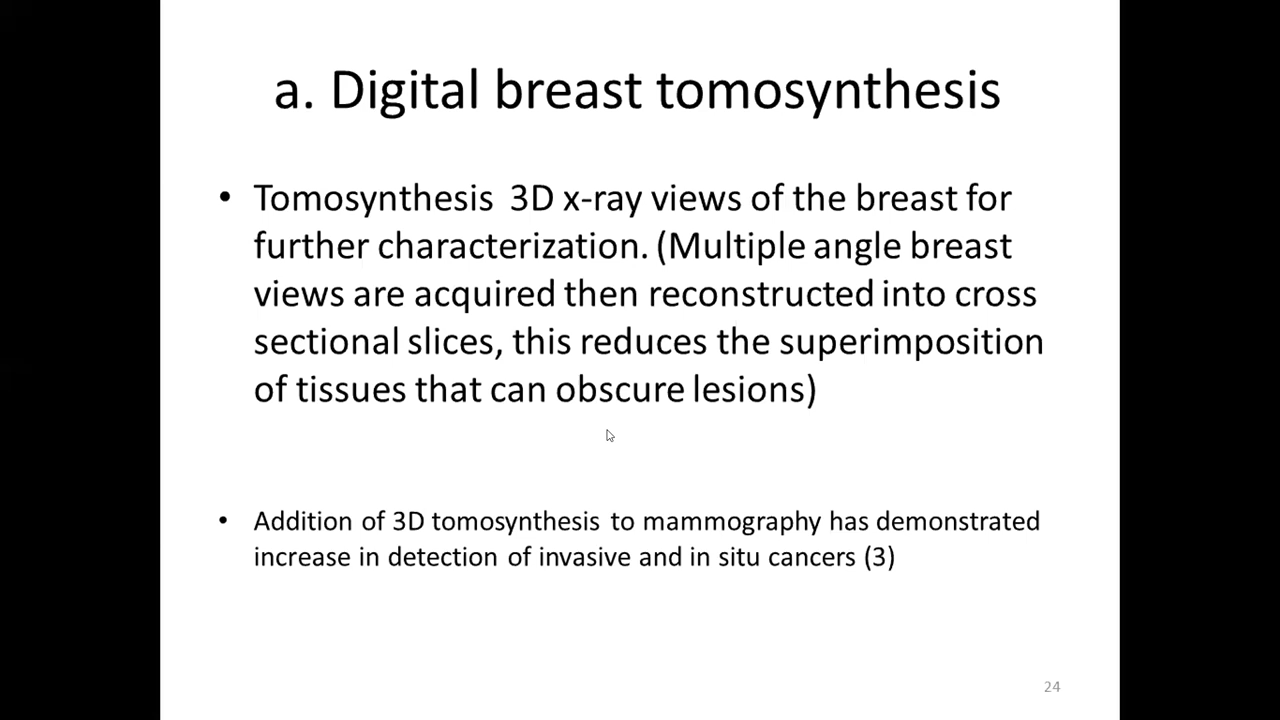 a. Digital breast tomosynthesis
• Tomosynthesis 3D x-ray views of the breast for
further characterization. (Multiple angle breast
views are acquired then reconstructed into cross
sectional slices, this reduces the superimposition
of tissues that can obscure lesions)
• Addition of 3D tomosynthesis to mammography has demonstrated
increase in detection of invasive and in situ cancers (3)
24